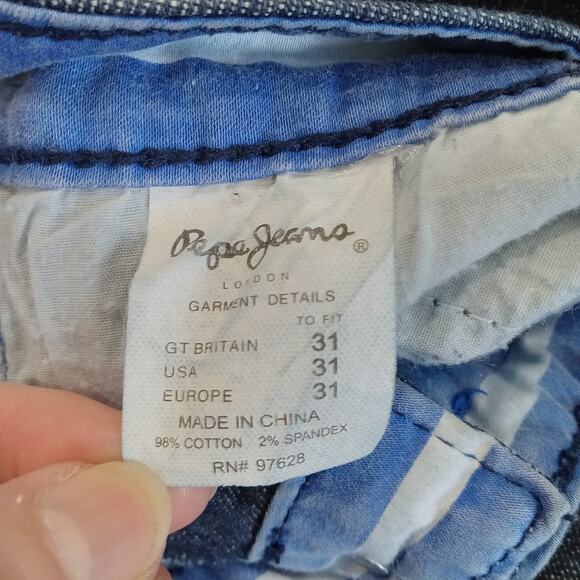 Pepe Jeans ®
LONDON
GARMENT DETAILS
TO FIT
GT BRITAIN 31
USA 31
EUROPE 31
MADE IN CHINA
98% COTTON 2% SPANDEX
RN# 97628